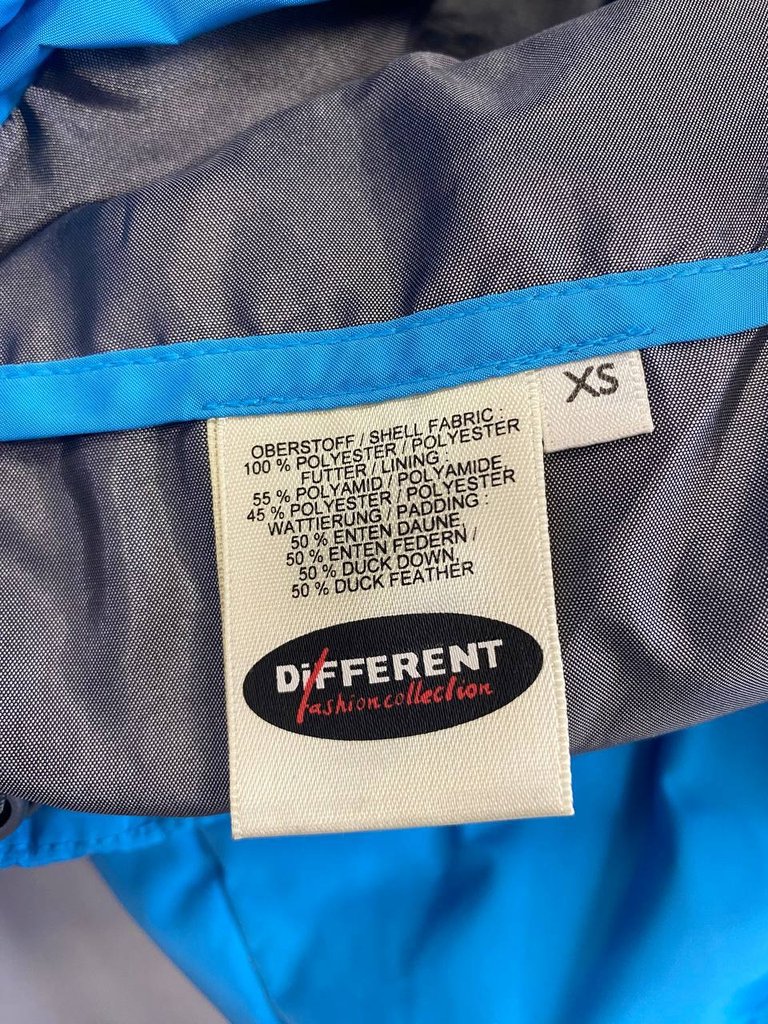 XS
OBERSTOFF / SHELL FABRIC :
100 % POLYESTER / POLYESTER
FUTTER / LINING :
55 % POLYAMID / POLYAMIDE,
45 % POLYESTER / POLYESTER
WATTIERUNG / PADDING :
50 % ENTEN DAUNE,
50 % ENTEN FEDERN /
50 % DUCK DOWN,
50 % DUCK FEATHER
DiFFERENT
fashion collection